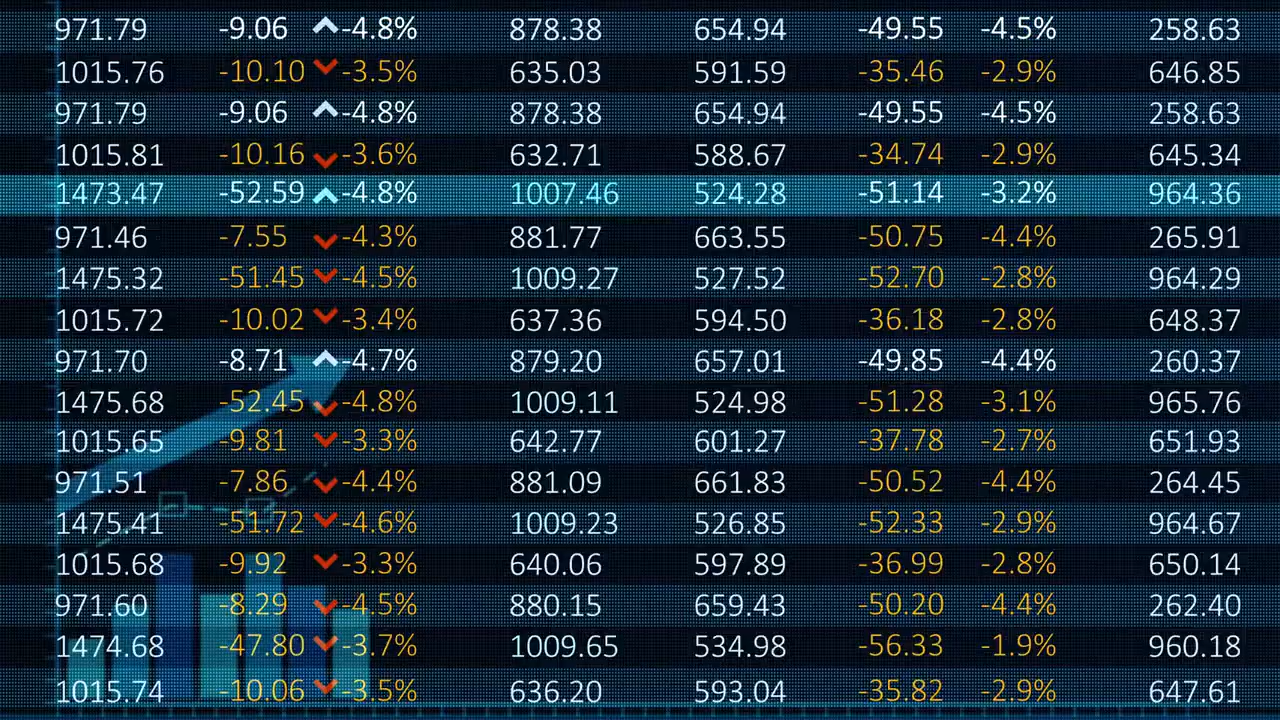 971.79 -9.06 -4.8% 878.38 654.94 -49.55 -4.5% 258.63
1015.76 -10.10 -3.5% 635.03 591.59 -35.46 -2.9% 646.85
971.79 -9.06 -4.8% 878.38 654.94 -49.55 -4.5% 258.63
1015.81 -10.16 -3.6% 632.71 588.67 -34.74 -2.9% 645.34
1473.47 -52.59 -4.8% 1007.46 524.28 -51.14 -3.2% 964.36
971.46 -7.55 -4.3% 881.77 663.55 -50.75 -4.4% 265.91
1475.32 -51.45 -4.5% 1009.27 527.52 -52.70 -2.8% 964.29
1015.72 -10.02 -3.4% 637.36 594.50 -36.18 -2.8% 648.37
971.70 -8.71 -4.7% 879.20 657.01 -49.85 -4.4% 260.37
1475.68 -52.45 -4.8% 1009.11 524.98 -51.28 -3.1% 965.76
1015.65 -9.81 -3.3% 642.77 601.27 -37.78 -2.7% 651.93
971.51 -7.86 -4.4% 881.09 661.83 -50.52 -4.4% 264.45
1475.41 -51.72 -4.6% 1009.23 526.85 -52.33 -2.9% 964.67
1015.68 -9.92 -3.3% 640.06 597.89 -36.99 -2.8% 650.14
971.60 -8.29 -4.5% 880.15 659.43 -50.20 -4.4% 262.40
1474.68 -47.80 -3.7% 1009.65 534.98 -56.33 -1.9% 960.18
1015.74 -10.06 -3.5% 636.20 593.04 -35.82 -2.9% 647.61